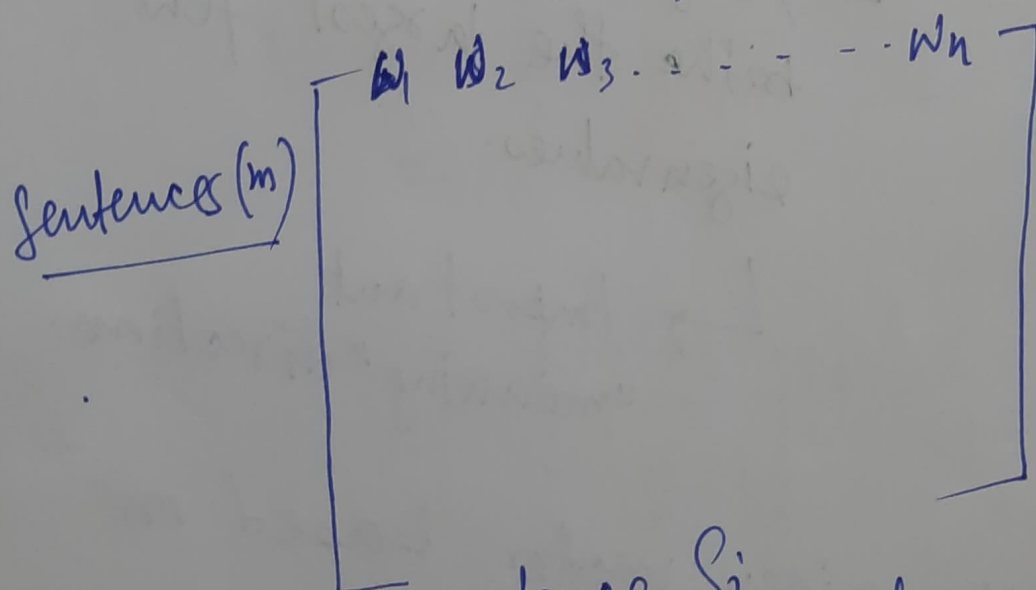 W1 W2 W3 . - - - - - . Wn
Sentences (m)